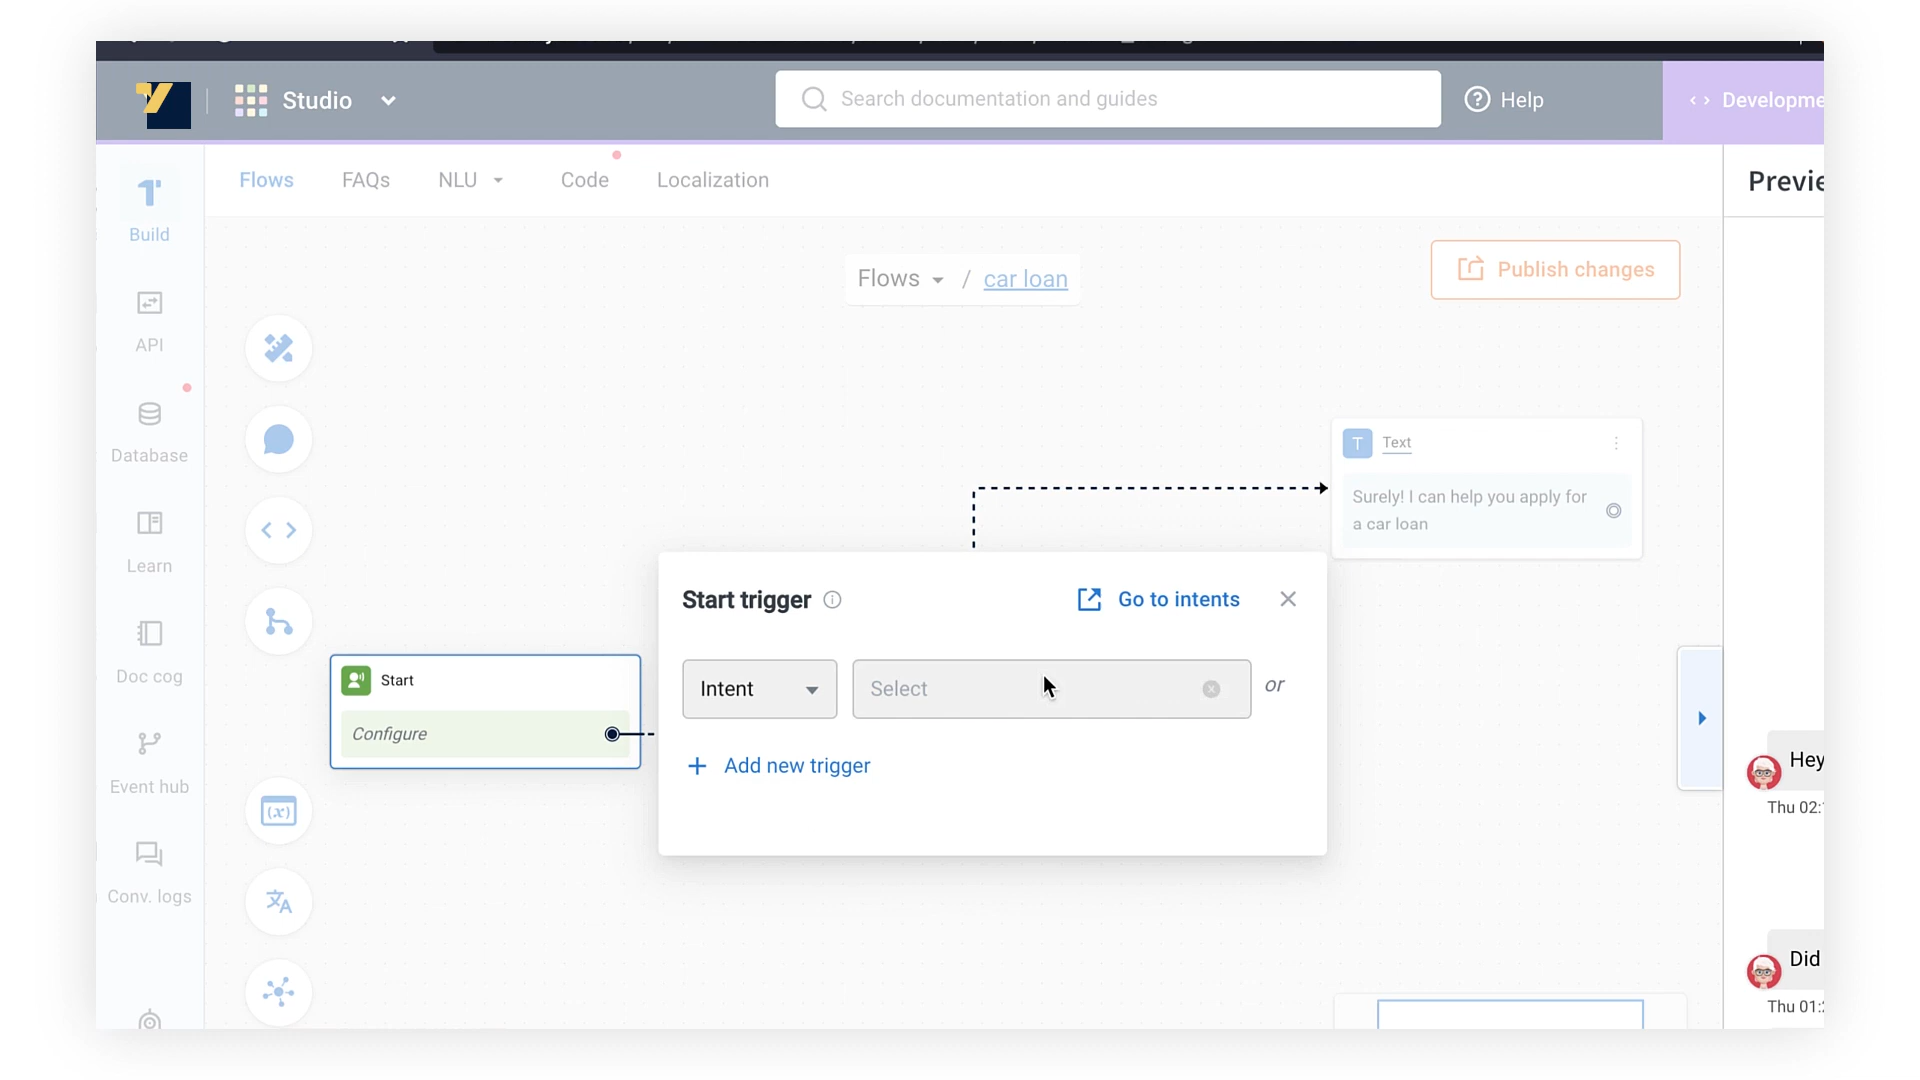 Studio
Search documentation and guides
Help
Developme
Build
Flows
FAQs
NLU
Code
Localization
Previe
API
Database
Learn
Doc cog
Event hub
Conv. logs
Flows / car loan
Publish changes
T Text
Surely! I can help you apply for
a car loan
Start trigger
Go to intents
Intent
Select
or
+ Add new trigger
Start
Configure
(x)
Hey
Thu 02:
Did
Thu 01: